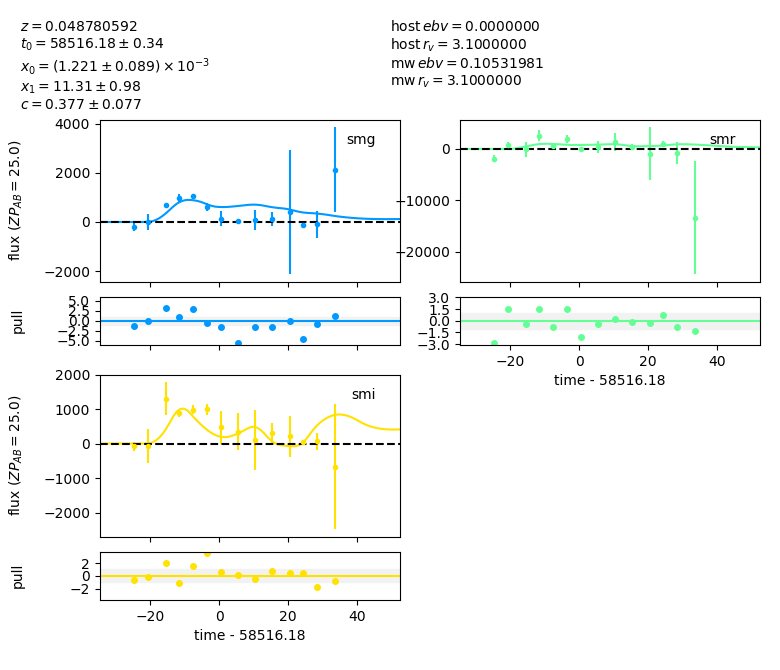 z = 0.048780592
t₀ = 58516.18 ± 0.34
x₀ = (1.221 ± 0.089) × 10⁻³
x₁ = 11.31 ± 0.98
c = 0.377 ± 0.077
host ebv = 0.0000000
host r_v = 3.1000000
mw ebv = 0.10531981
mw r_v = 3.1000000
flux (ZP_AB = 25.0)
4000
2000
0
−2000
smg
0
−10000
−20000
smr
pull
5.0
2.5
0.0
−2.5
−5.0
3.0
1.5
0.0
−1.5
−3.0
−20 0 20 40
time - 58516.18
flux (ZP_AB = 25.0)
2000
1000
0
−1000
−2000
smi
pull
2
0
−2
−20 0 20 40
time - 58516.18